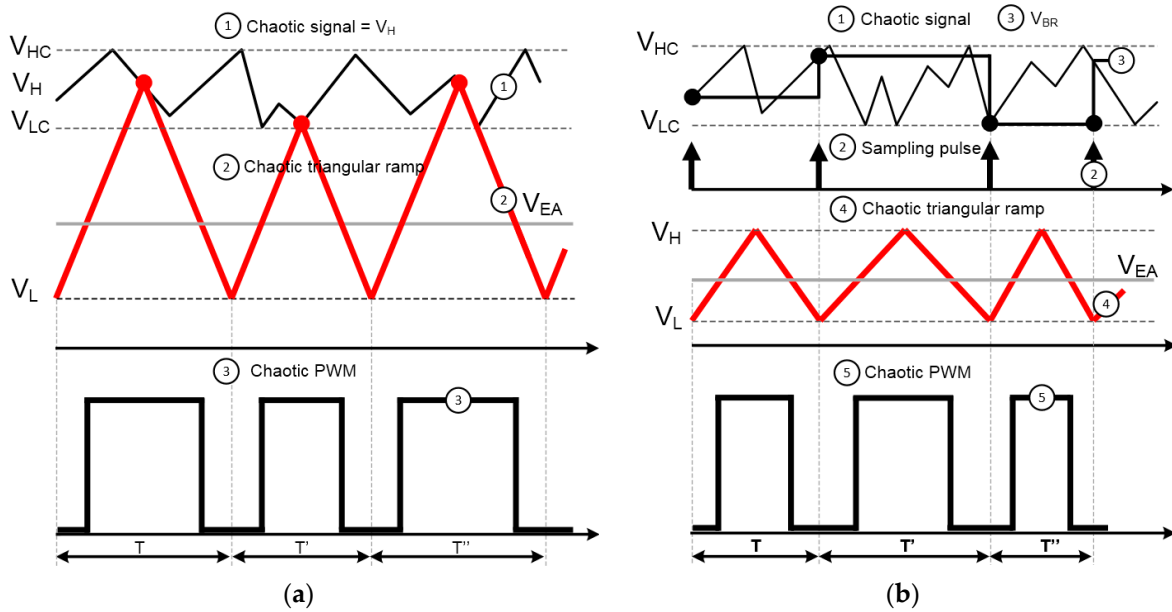 ① Chaotic signal = V_H
V_HC
V_H
①
V_LC
② Chaotic triangular ramp
②
V_EA
V_L
③ Chaotic PWM
③
T
T'
T''
(a)
① Chaotic signal
③ V_BR
V_HC
③
V_LC
② Sampling pulse
②
④ Chaotic triangular ramp
V_H
V_EA
④
V_L
⑤ Chaotic PWM
⑤
T
T'
T''
(b)